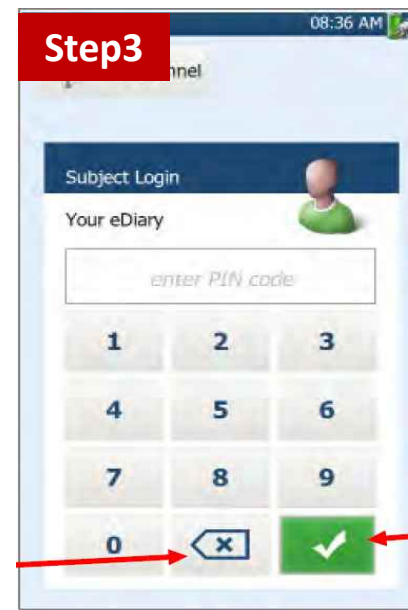 08:36 AM
Step3
nnel
Subject Login
Your eDiary
enter PIN code
1 2 3
4 5 6
7 8 9
0